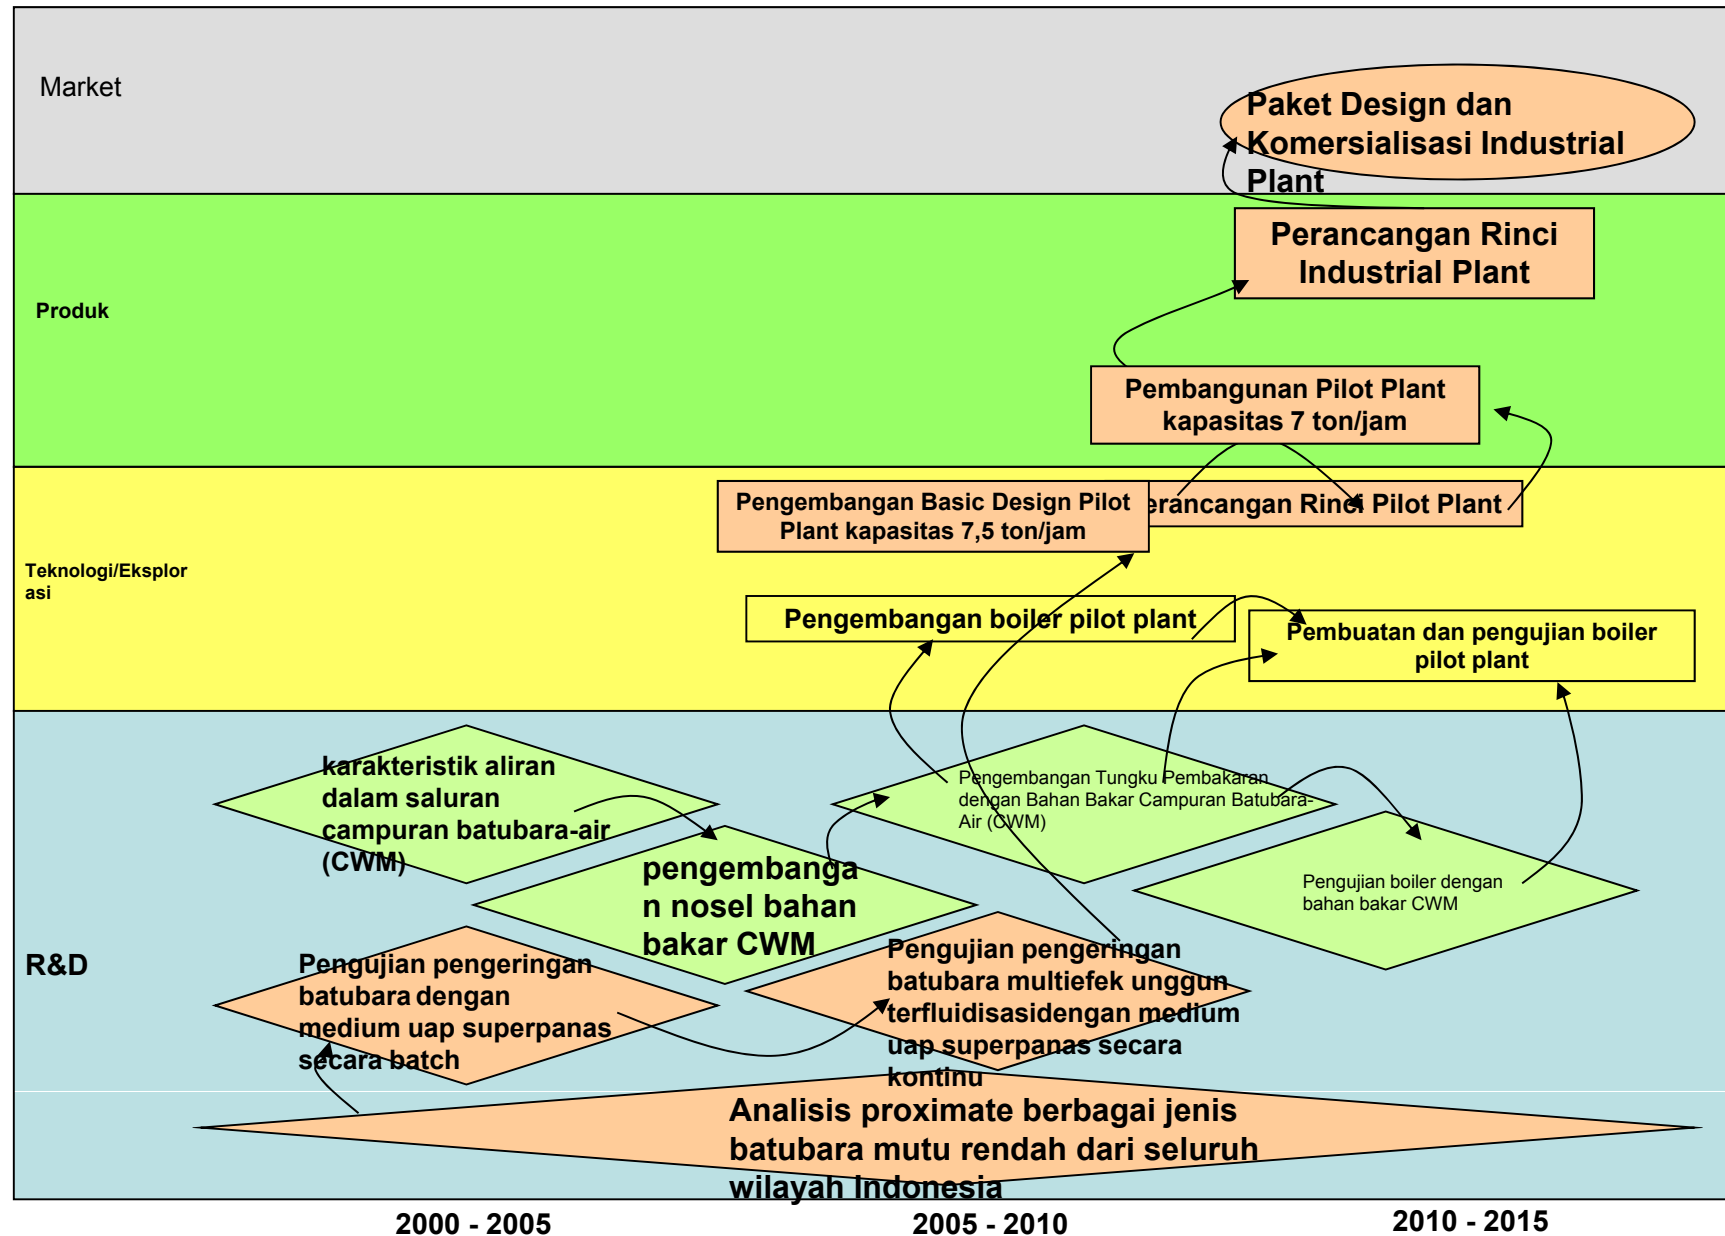 Market
Paket Design dan
Komersialisasi Industrial
Plant
Produk
Perancangan Rinci
Industrial Plant
Pembangunan Pilot Plant
kapasitas 7 ton/jam
Teknologi/Eksplor
asi
Pengembangan Basic Design Pilot
Plant kapasitas 7,5 ton/jam
erancangan Rinci Pilot Plant
Pengembangan boiler pilot plant
Pembuatan dan pengujian boiler
pilot plant
R&D
karakteristik aliran
dalam saluran
campuran batubara-air
(CWM)
pengembanga
n nosel bahan
bakar CWM
Pengembangan Tungku Pembakaran
dengan Bahan Bakar Campuran Batubara-
Air (CWM)
Pengujian boiler dengan
bahan bakar CWM
Pengujian pengeringan
batubara dengan
medium uap superpanas
secara batch
Pengujian pengeringan
batubara multiefek unggun
terfluidisasidengan medium
uap superpanas secara
kontinu
Analisis proximate berbagai jenis
batubara mutu rendah dari seluruh
wilayah Indonesia
2000 - 2005
2005 - 2010
2010 - 2015